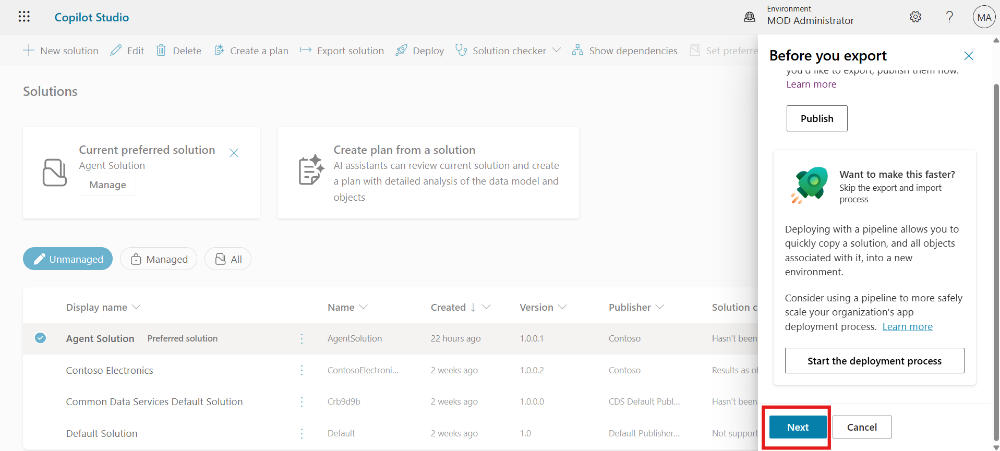 Copilot Studio
Environment
MOD Administrator
?
MA
New solution
Edit
Delete
Create a plan
Export solution
Deploy
Solution checker
Show dependencies
Set preferre
Solutions
Current preferred solution
Agent Solution
Manage
Create plan from a solution
AI assistants can review current solution and create
a plan with detailed analysis of the data model and
objects
Unmanaged
Managed
All
Display name
Name
Created
Version
Publisher
Solution c
Agent Solution Preferred solution AgentSolution 22 hours ago 1.0.0.1 Contoso Hasn't been
Contoso Electronics ContosoElectroni... 2 weeks ago 1.0.0.2 Contoso Results as of
Common Data Services Default Solution Crb9d9b 2 weeks ago 1.0.0.0 CDS Default Publ... Hasn't been
Default Solution Default 2 weeks ago 1.0 Default Publisher... Not support
Before you export
you'd like to export, publish them now.
Learn more
Publish
Want to make this faster?
Skip the export and import
process
Deploying with a pipeline allows you to
quickly copy a solution, and all objects
associated with it, into a new
environment.
Consider using a pipeline to more safely
scale your organization's app
deployment process. Learn more
Start the deployment process
Next
Cancel